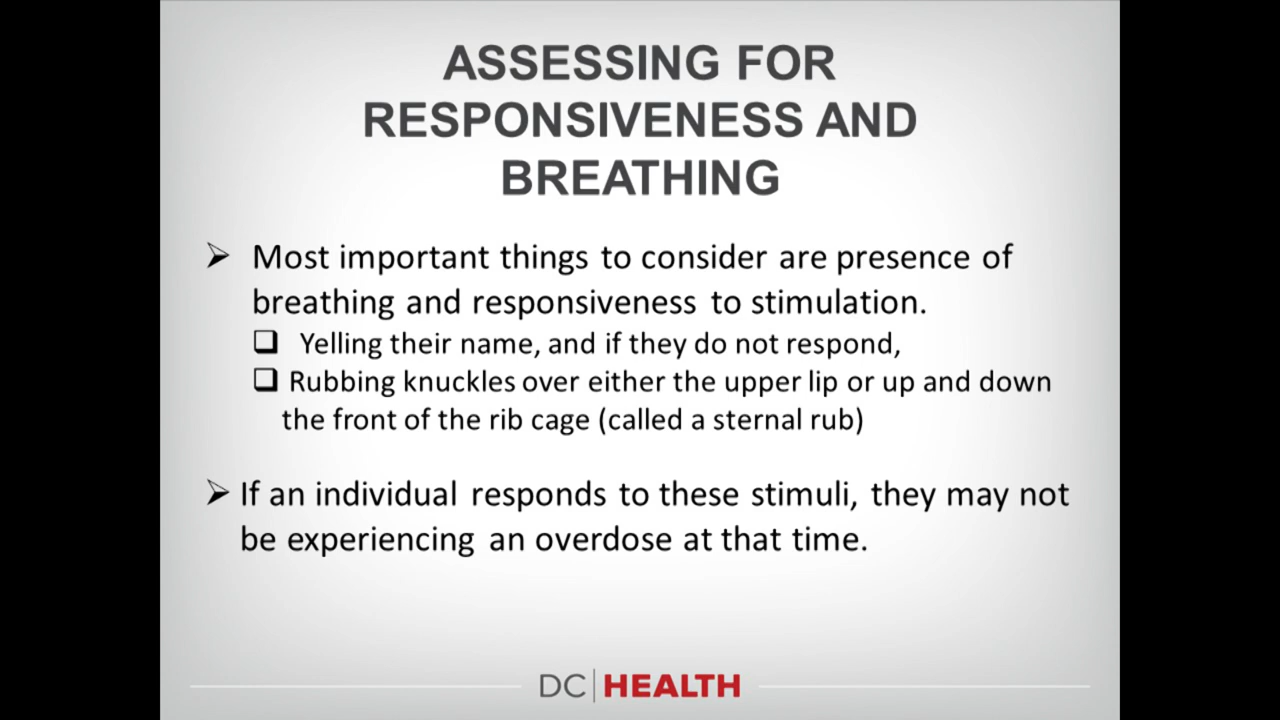 ASSESSING FOR
RESPONSIVENESS AND
BREATHING
➢ Most important things to consider are presence of
breathing and responsiveness to stimulation.
❑ Yelling their name, and if they do not respond,
❑ Rubbing knuckles over either the upper lip or up and down
the front of the rib cage (called a sternal rub)
➢ If an individual responds to these stimuli, they may not
be experiencing an overdose at that time.
DC|HEALTH